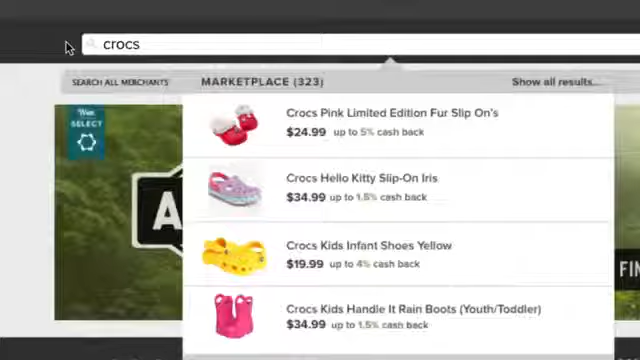 crocs
SEARCH ALL MERCHANTS
MARKETPLACE (323)
Show all results...
SELECT
Crocs Pink Limited Edition Fur Slip On's
$24.99 up to 5% cash back
Crocs Hello Kitty Slip-On Iris
$34.99 up to 1.5% cash back
A
Crocs Kids Infant Shoes Yellow
$19.99 up to 4% cash back
FIN
Crocs Kids Handle It Rain Boots (Youth/Toddler)
$34.99 up to 1.5% cash back